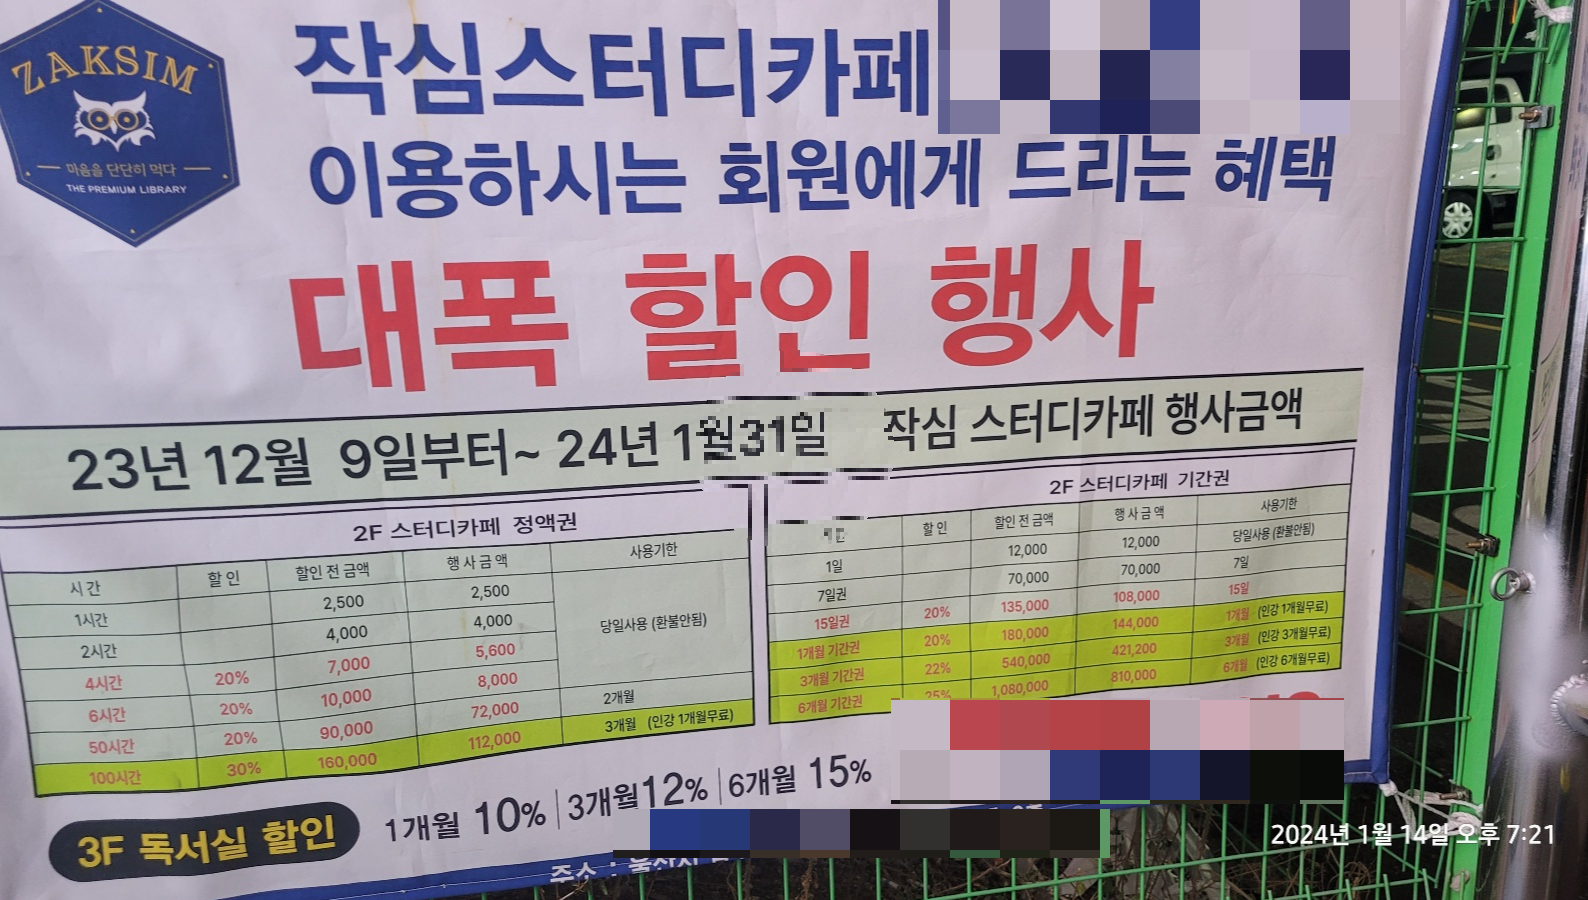 ZAKSIM
마음을 단단히 먹다
THE PREMIUM LIBRARY
작심스터디카페
이용하시는 회원에게 드리는 혜택
대폭 할인 행사
23년 12월 9일부터~ 24년 1월31일 작심 스터디카페 행사금액
2F 스터디카페 정액권
시간 할인 할인 전 금액 행사금액 사용기한
1시간 2,500 2,500 당일사용 (환불안됨)
2시간 4,000 4,000
4시간 20% 7,000 5,600
6시간 20% 10,000 8,000
50시간 20% 90,000 72,000 2개월
100시간 30% 160,000 112,000 3개월 (인강 1개월무료)
2F 스터디카페 기간권
할인 할인 전 금액 행사금액 사용기한
1일 12,000 12,000 당일사용 (환불안됨)
7일권 70,000 70,000 7일
15일권 20% 135,000 108,000 15일
1개월 기간권 20% 180,000 144,000 1개월 (인강 1개월무료)
3개월 기간권 22% 540,000 421,200 3개월 (인강 3개월무료)
6개월 기간권 25% 1,080,000 810,000 6개월 (인강 6개월무료)
3F 독서실 할인 1개월 10% | 3개월12% | 6개월 15%
주소 : 울산시
2024년 1월 14일 오후 7:21